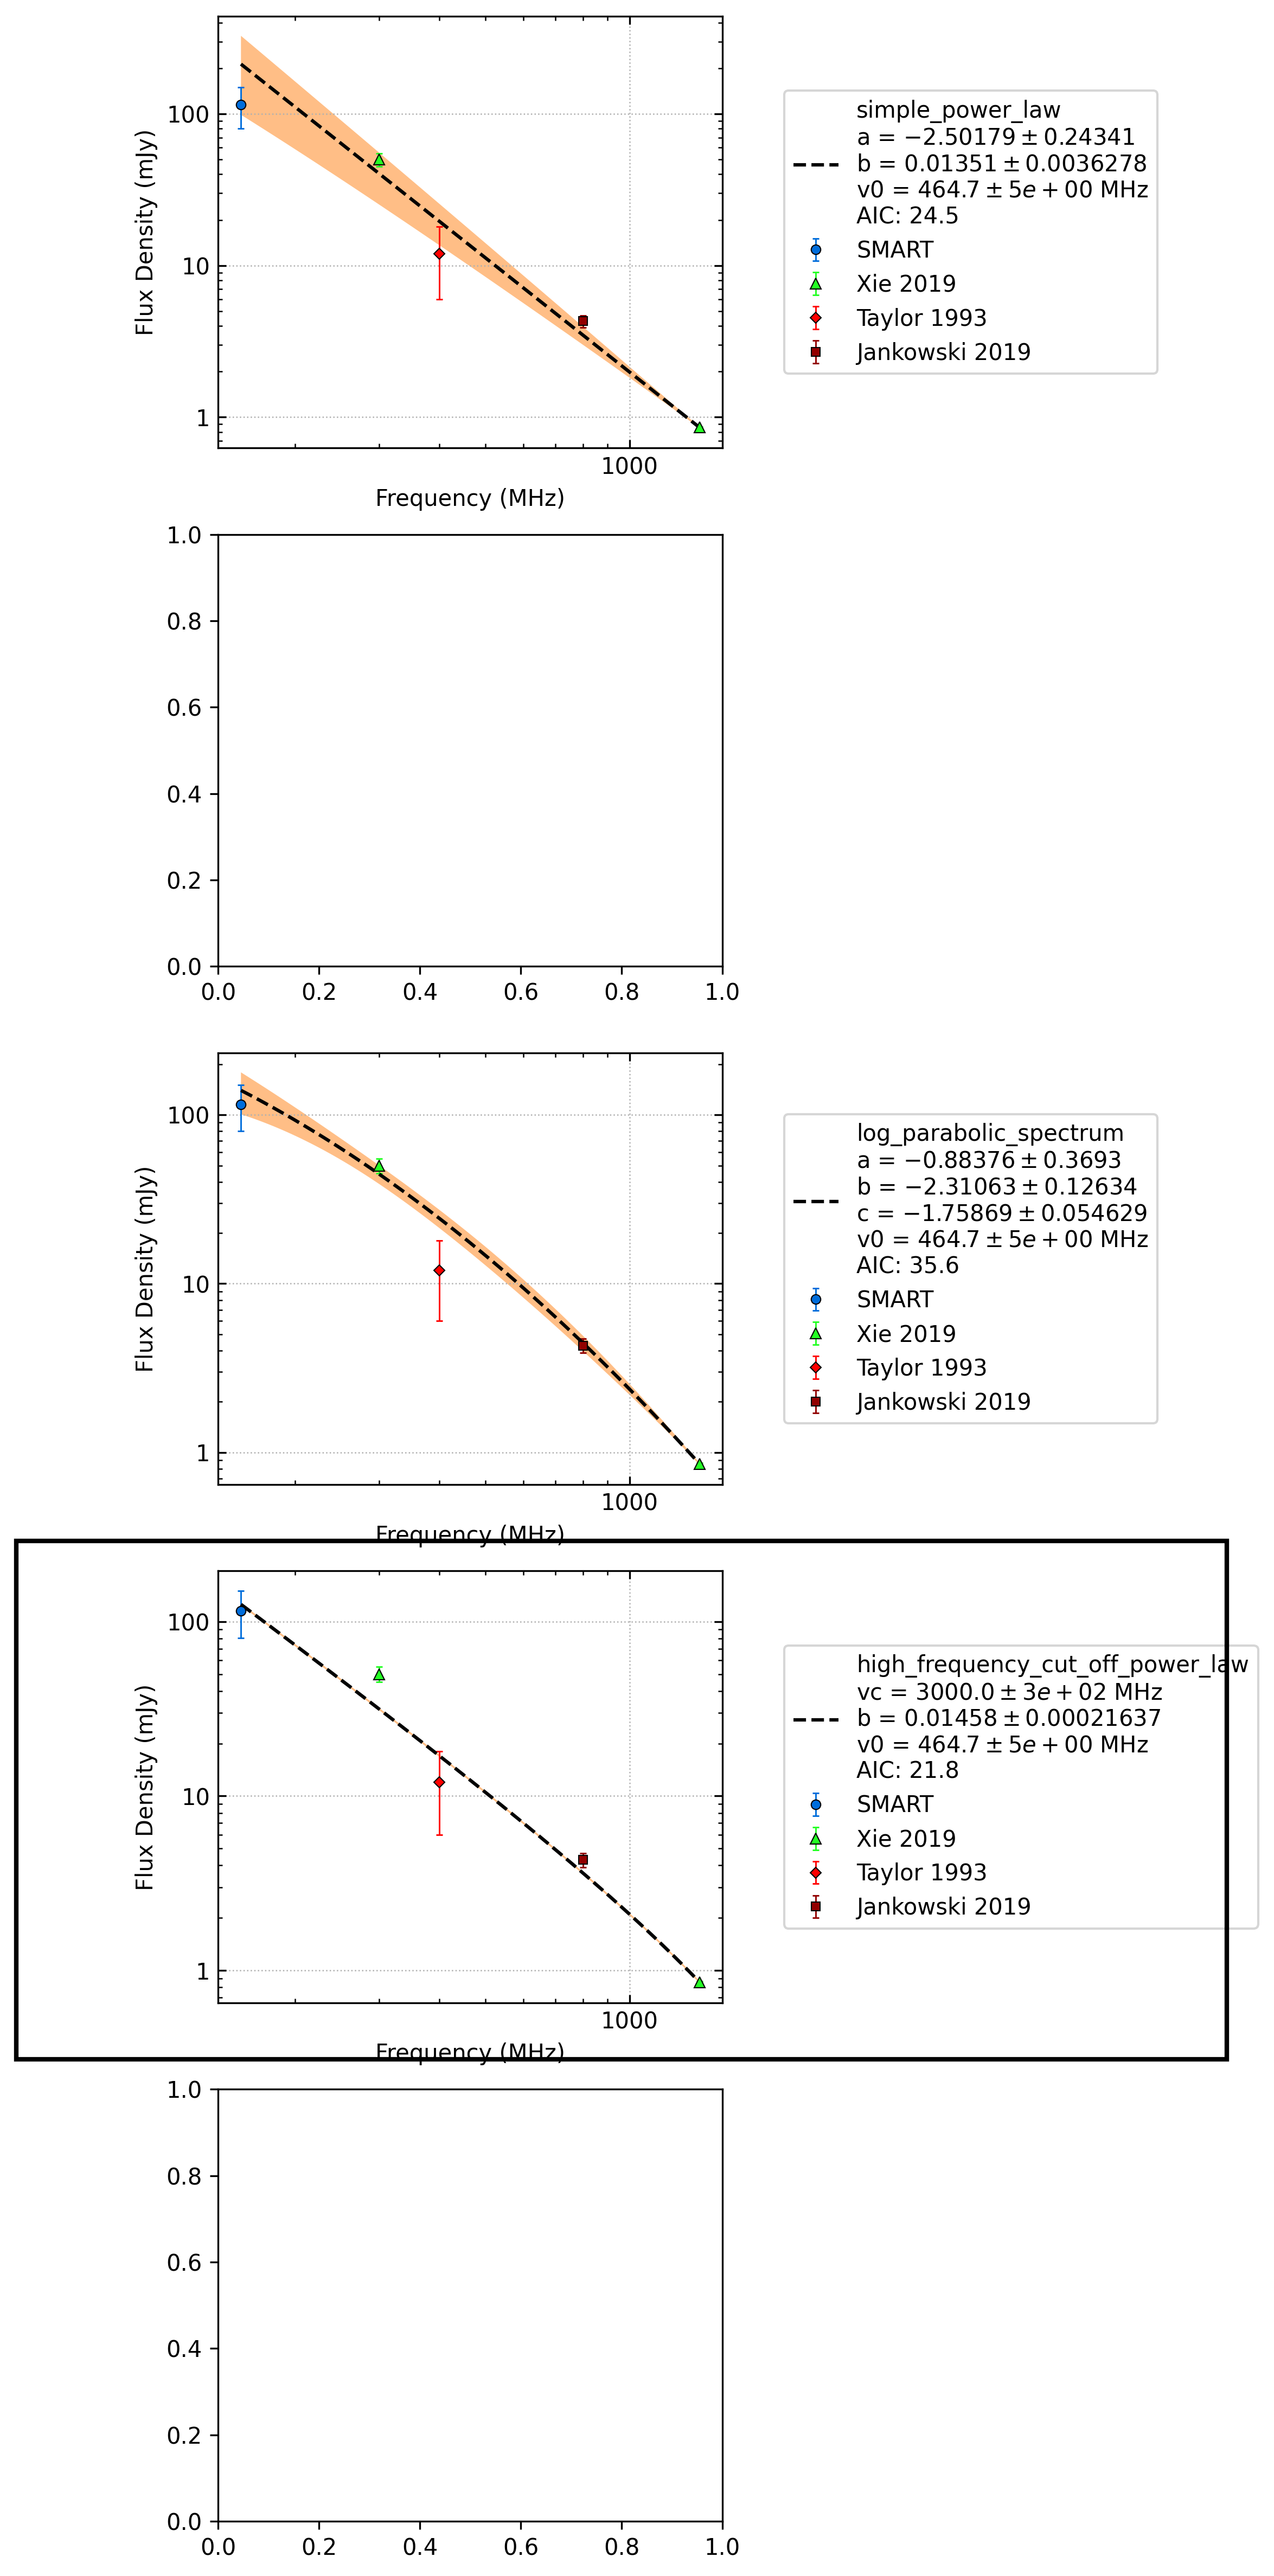 100
10
1
Flux Density (mJy)
1000
Frequency (MHz)
simple_power_law
a = −2.50179 ± 0.24341
b = 0.01351 ± 0.0036278
v0 = 464.7 ± 5e + 00 MHz
AIC: 24.5
SMART
Xie 2019
Taylor 1993
Jankowski 2019
1.0
0.8
0.6
0.4
0.2
0.0
0.0 0.2 0.4 0.6 0.8 1.0
100
10
1
Flux Density (mJy)
1000
Frequency (MHz)
log_parabolic_spectrum
a = −0.88376 ± 0.3693
b = −2.31063 ± 0.12634
c = −1.75869 ± 0.054629
v0 = 464.7 ± 5e + 00 MHz
AIC: 35.6
SMART
Xie 2019
Taylor 1993
Jankowski 2019
100
10
1
Flux Density (mJy)
1000
Frequency (MHz)
high_frequency_cut_off_power_law
vc = 3000.0 ± 3e + 02 MHz
b = 0.01458 ± 0.00021637
v0 = 464.7 ± 5e + 00 MHz
AIC: 21.8
SMART
Xie 2019
Taylor 1993
Jankowski 2019
1.0
0.8
0.6
0.4
0.2
0.0
0.0 0.2 0.4 0.6 0.8 1.0